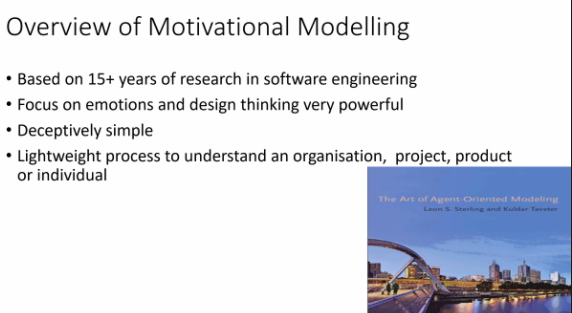 Overview of Motivational Modelling
• Based on 15+ years of research in software engineering
• Focus on emotions and design thinking very powerful
• Deceptively simple
• Lightweight process to understand an organisation, project, product
or individual
The Art of Agent-Oriented Modeling
Leon S. Sterling and Kuldar Taveter